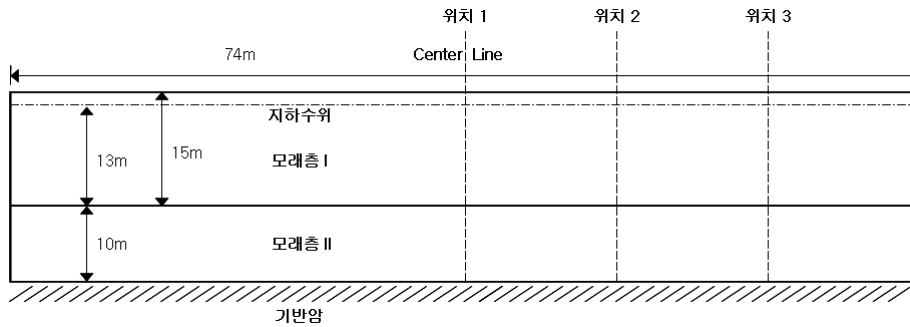 위치 1 위치 2 위치 3
74m Center Line
지하수위
13m 15m 모래층 I
10m 모래층 II
기반암